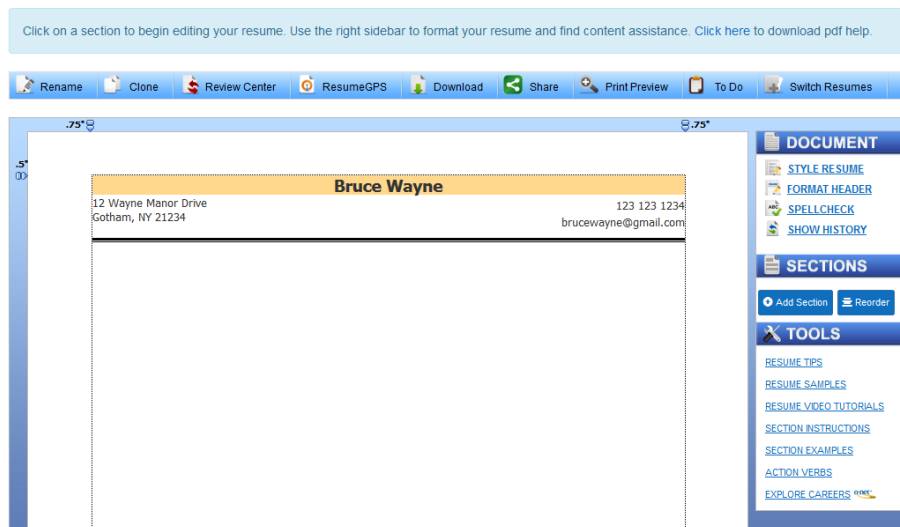 Click on a section to begin editing your resume. Use the right sidebar to format your resume and find content assistance. Click here to download pdf help.
Rename Clone Review Center ResumeGPS Download Share Print Preview To Do Switch Resumes
.75" .75"
.5"
Bruce Wayne
12 Wayne Manor Drive 123 123 1234
Gotham, NY 21234 brucewayne@gmail.com
DOCUMENT
STYLE RESUME
FORMAT HEADER
ABC SPELLCHECK
SHOW HISTORY
SECTIONS
Add Section Reorder
TOOLS
RESUME TIPS
RESUME SAMPLES
RESUME VIDEO TUTORIALS
SECTION INSTRUCTIONS
SECTION EXAMPLES
ACTION VERBS
EXPLORE CAREERS o*net